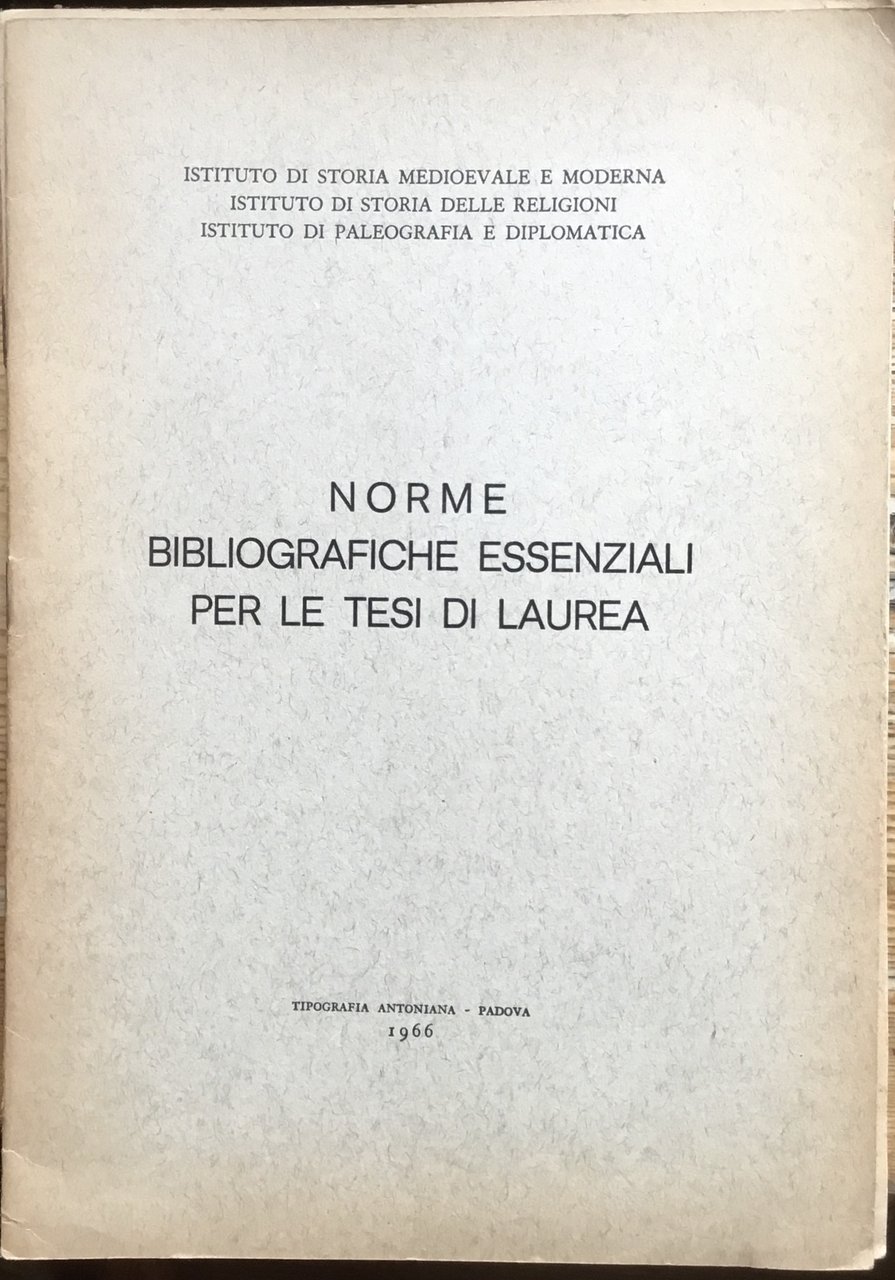 ISTITUTO DI STORIA MEDIOEVALE E MODERNA
ISTITUTO DI STORIA DELLE RELIGIONI
ISTITUTO DI PALEOGRAFIA E DIPLOMATICA
NORME
BIBLIOGRAFICHE ESSENZIALI
PER LE TESI DI LAUREA
TIPOGRAFIA ANTONIANA - PADOVA
1966